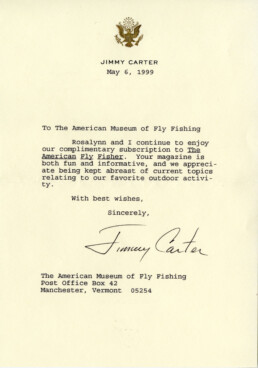 JIMMY CARTER
May 6, 1999
To The American Museum of Fly Fishing
Rosalynn and I continue to enjoy
our complimentary subscription to The
American Fly Fisher. Your magazine is
both fun and informative, and we appreci-
ate being kept abreast of current topics
relating to our favorite outdoor activi-
ty.
With best wishes,
Sincerely,
Jimmy Carter
The American Museum of Fly Fishing
Post Office Box 42
Manchester, Vermont 05254